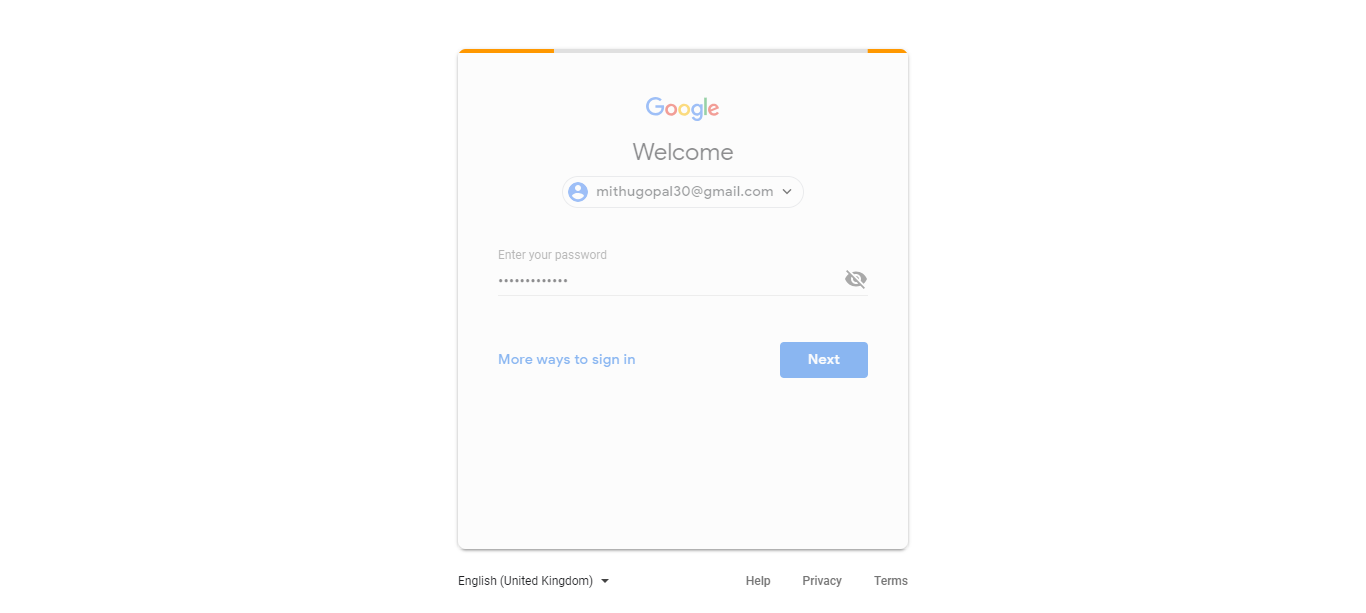 Google
Welcome
mithugopal30@gmail.com
Enter your password
•••••••••••••
More ways to sign in
Next
English (United Kingdom)
Help
Privacy
Terms